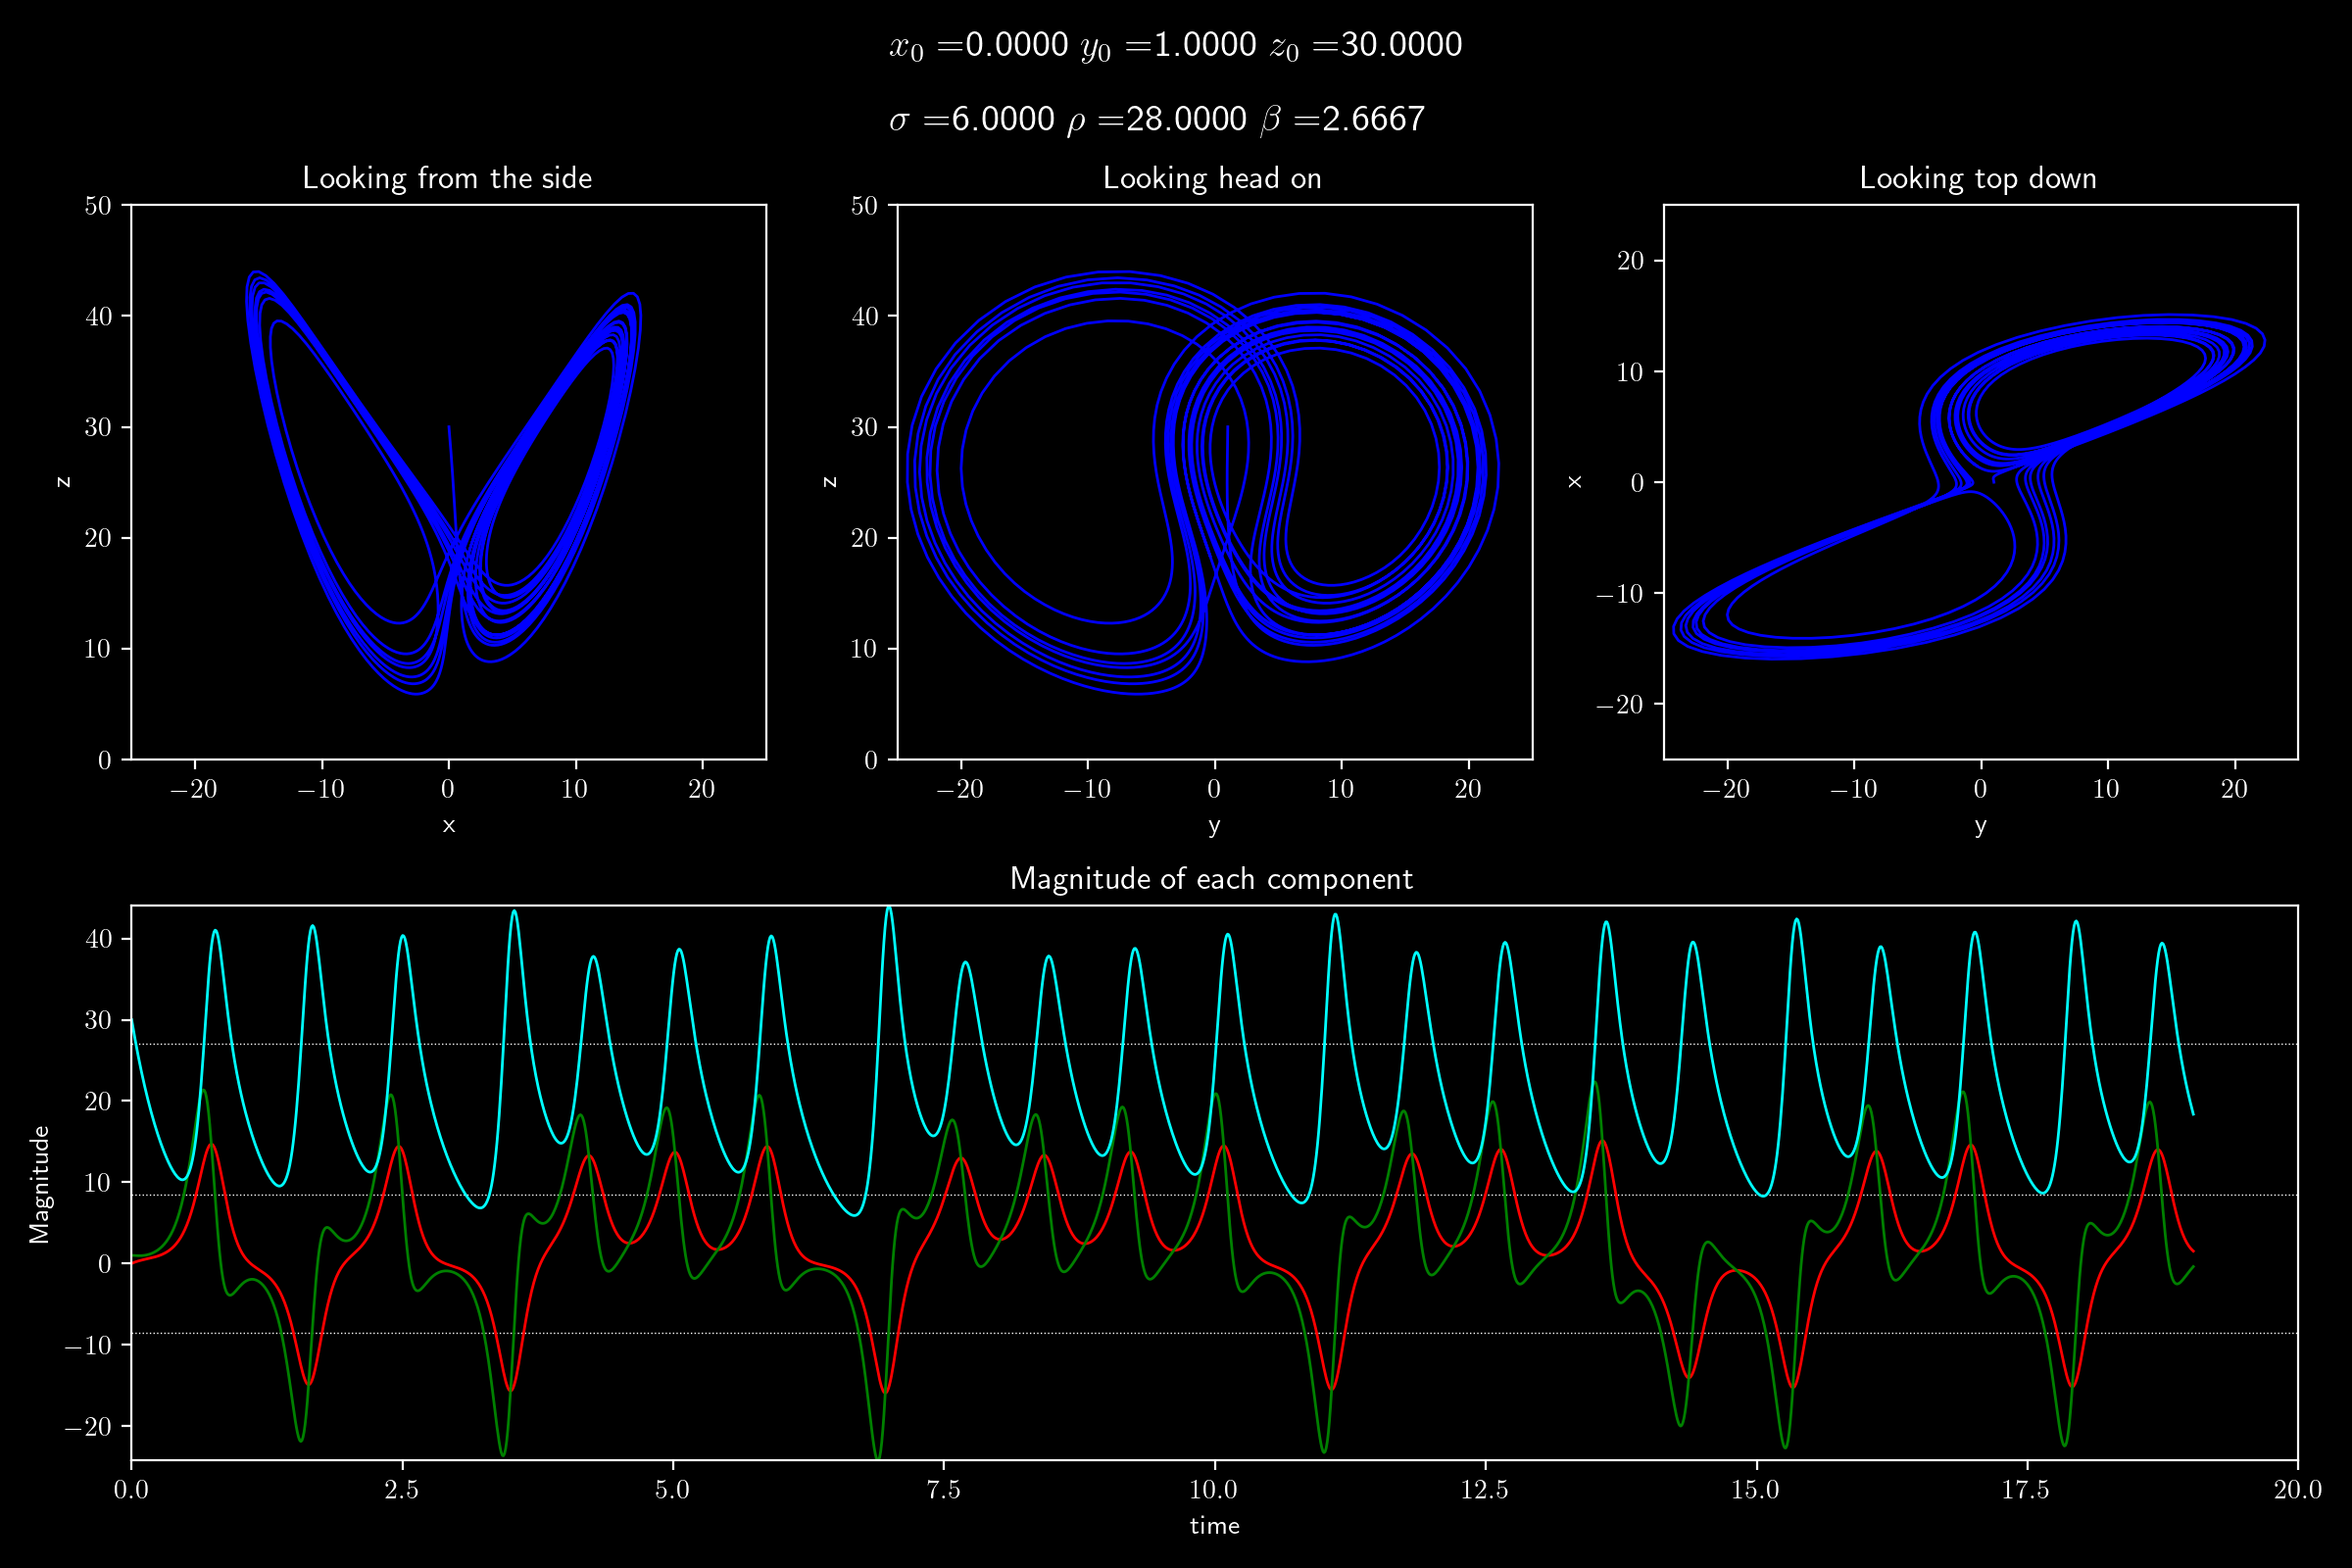 x₀ =0.0000 y₀ =1.0000 z₀ =30.0000
σ =6.0000 ρ =28.0000 β =2.6667
Looking from the side
Looking head on
Looking top down
50
40
30
20
10
0
z
−20 −10 0 10 20
x
50
40
30
20
10
0
z
−20 −10 0 10 20
y
20
10
0
−10
−20
x
−20 −10 0 10 20
y
Magnitude of each component
40
30
20
10
0
−10
−20
Magnitude
0.0 2.5 5.0 7.5 10.0 12.5 15.0 17.5 20.0
time